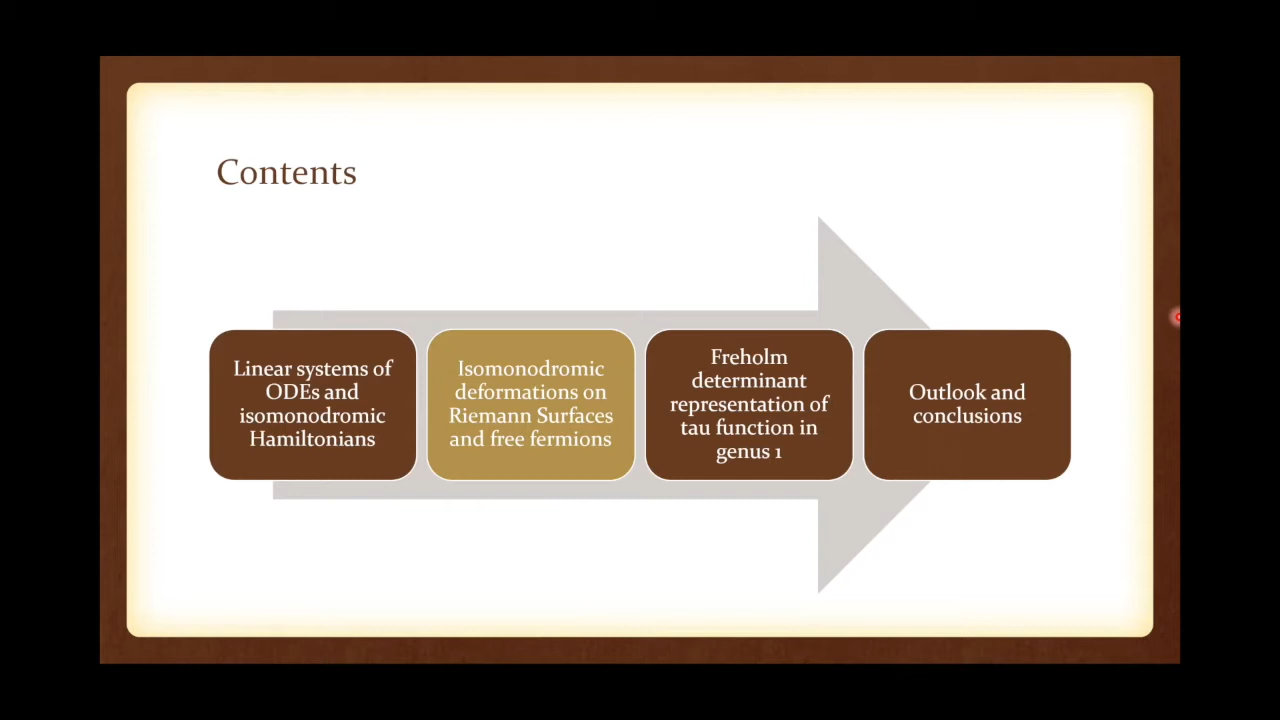 Contents
Linear systems of
ODEs and
isomonodromic
Hamiltonians
Isomonodromic
deformations on
Riemann Surfaces
and free fermions
Freholm
determinant
representation of
tau function in
genus 1
Outlook and
conclusions